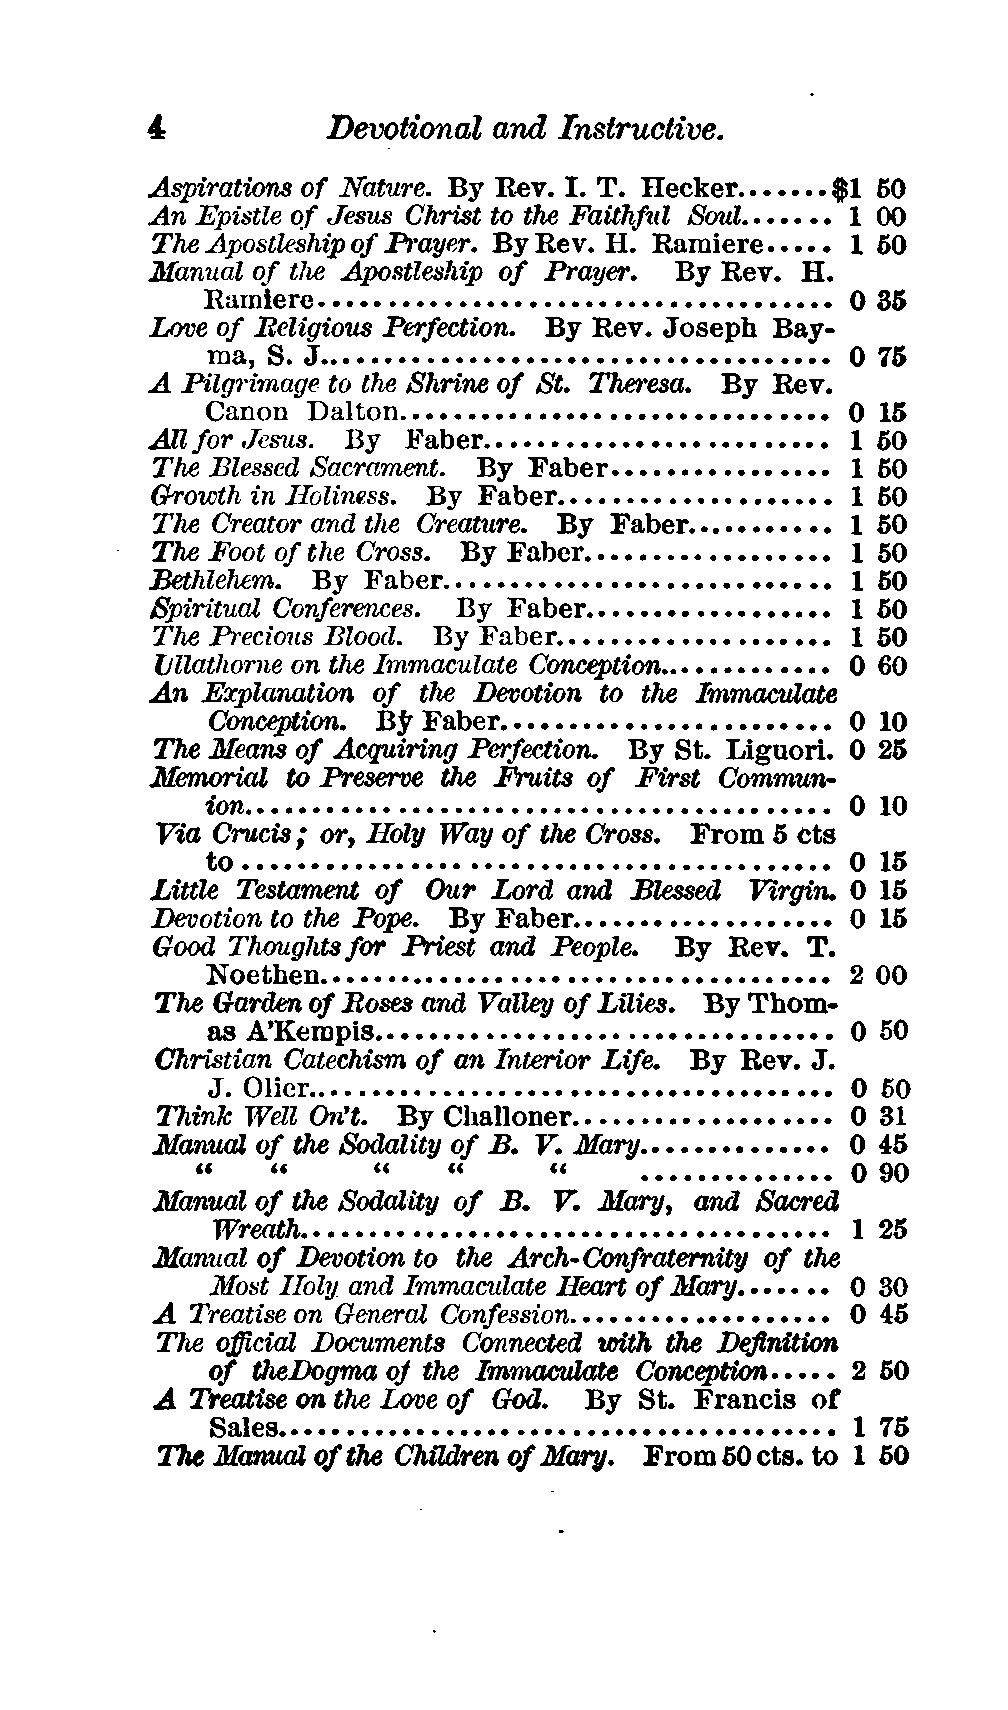 4 Devotional and Instructive.
Aspirations of Nature. By Rev. I. T. Hecker.......$1 50
An Epistle of Jesus Christ to the Faithful Soul....... 1 00
The Apostleship of Prayer. By Rev. H. Ramiere..... 1 50
Manual of the Apostleship of Prayer. By Rev. H.
Ramiere..................................... 0 35
Love of Religious Perfection. By Rev. Joseph Bay-
ma, S. J..................................... 0 75
A Pilgrimage to the Shrine of St. Theresa. By Rev.
Canon Dalton............................... 0 15
All for Jesus. By Faber......................... 1 50
The Blessed Sacrament. By Faber................ 1 50
Growth in Holiness. By Faber.................... 1 50
The Creator and the Creature. By Faber........... 1 50
The Foot of the Cross. By Faber.................. 1 50
Bethlehem. By Faber............................ 1 50
Spiritual Conferences. By Faber.................. 1 50
The Precious Blood. By Faber.................... 1 50
Ullathorne on the Immaculate Conception............. 0 60
An Explanation of the Devotion to the Immaculate
Conception. By Faber........................ 0 10
The Means of Acquiring Perfection. By St. Liguori. 0 25
Memorial to Preserve the Fruits of First Commun-
ion.......................................... 0 10
Via Crucis; or, Holy Way of the Cross. From 5 cts
to .......................................... 0 15
Little Testament of Our Lord and Blessed Virgin. 0 15
Devotion to the Pope. By Faber................... 0 15
Good Thoughts for Priest and People. By Rev. T.
Noethen..................................... 2 00
The Garden of Roses and Valley of Lilies. By Thom-
as A'Kempis................................. 0 50
Christian Catechism of an Interior Life. By Rev. J.
J. Olier...................................... 0 50
Think Well On't. By Challoner................... 0 31
Manual of the Sodality of B. V. Mary.............. 0 45
“ “ “ “ “ .............. 0 90
Manual of the Sodality of B. V. Mary, and Sacred
Wreath...................................... 1 25
Manual of Devotion to the Arch-Confraternity of the
Most Holy and Immaculate Heart of Mary....... 0 30
A Treatise on General Confession................... 0 45
The official Documents Connected with the Definition
of theDogma of the Immaculate Conception..... 2 50
A Treatise on the Love of God. By St. Francis of
Sales........................................ 1 75
The Manual of the Children of Mary. From 50 cts. to 1 50